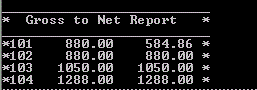 * Gross to Net Report *
*101 880.00 584.86 *
*102 880.00 880.00 *
*103 1050.00 1050.00 *
*104 1288.00 1288.00 *